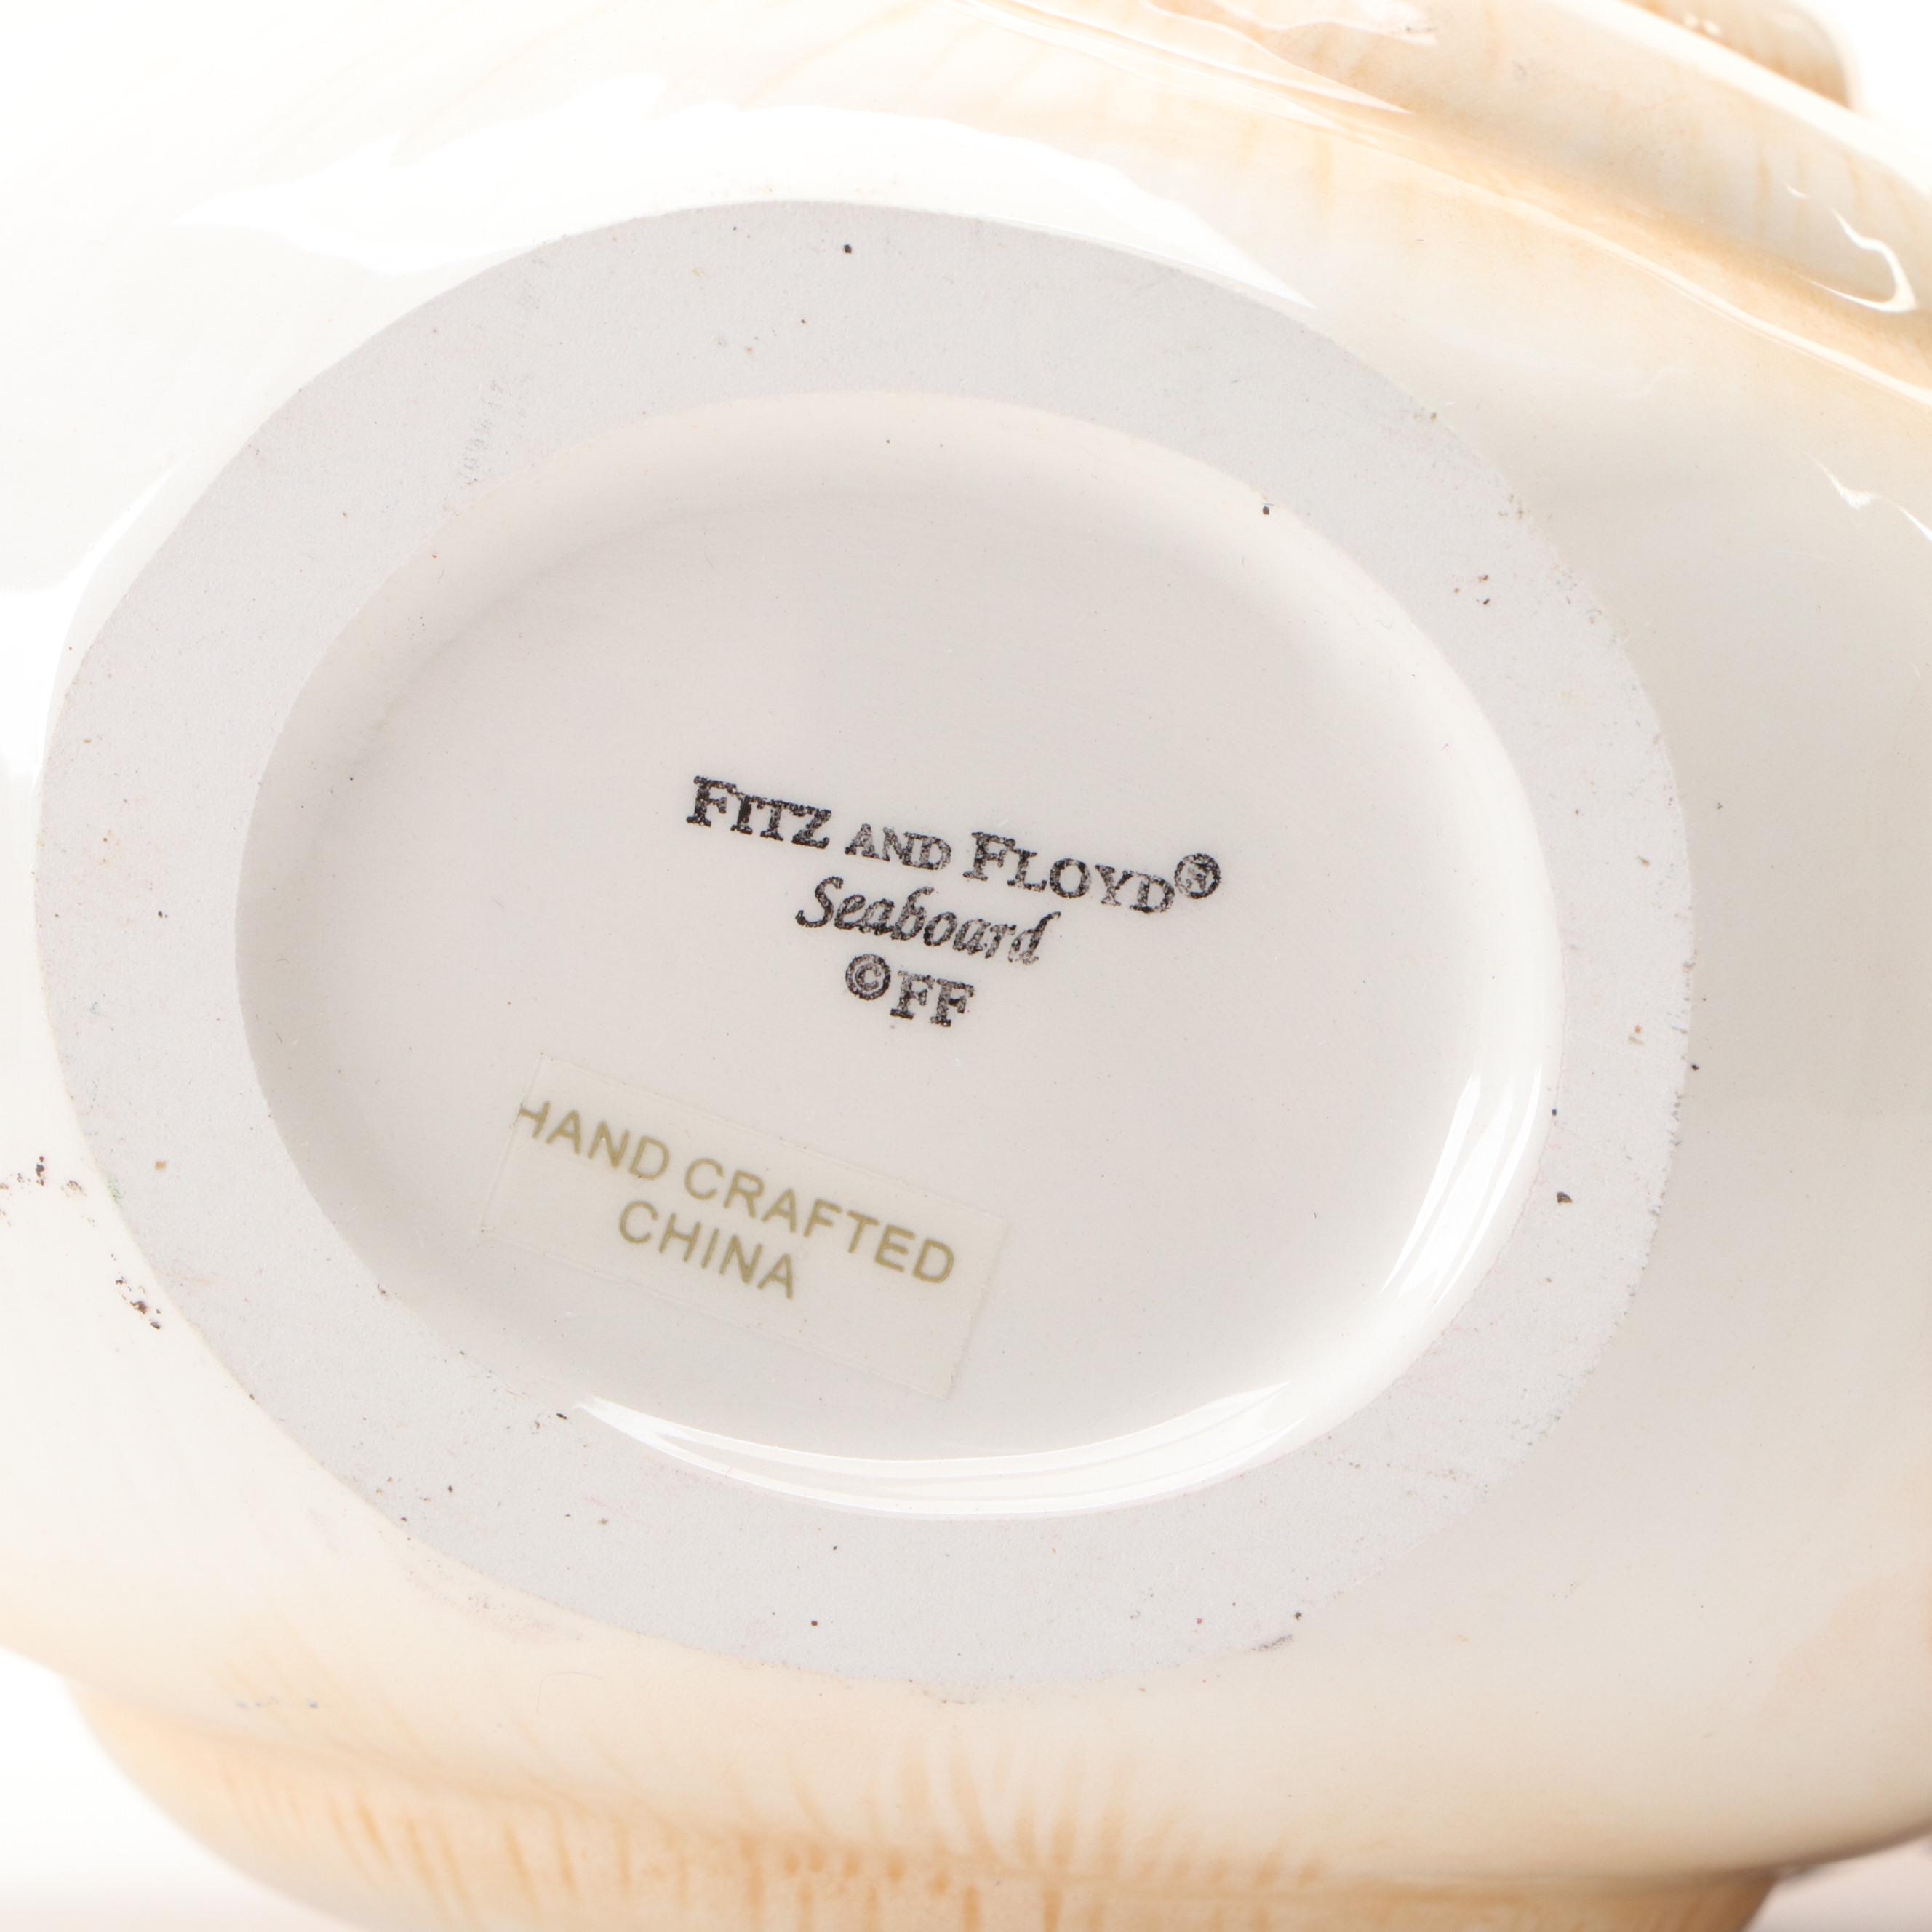 FITZ AND FLOYD®
Seaboard
©FF
HAND CRAFTED
CHINA